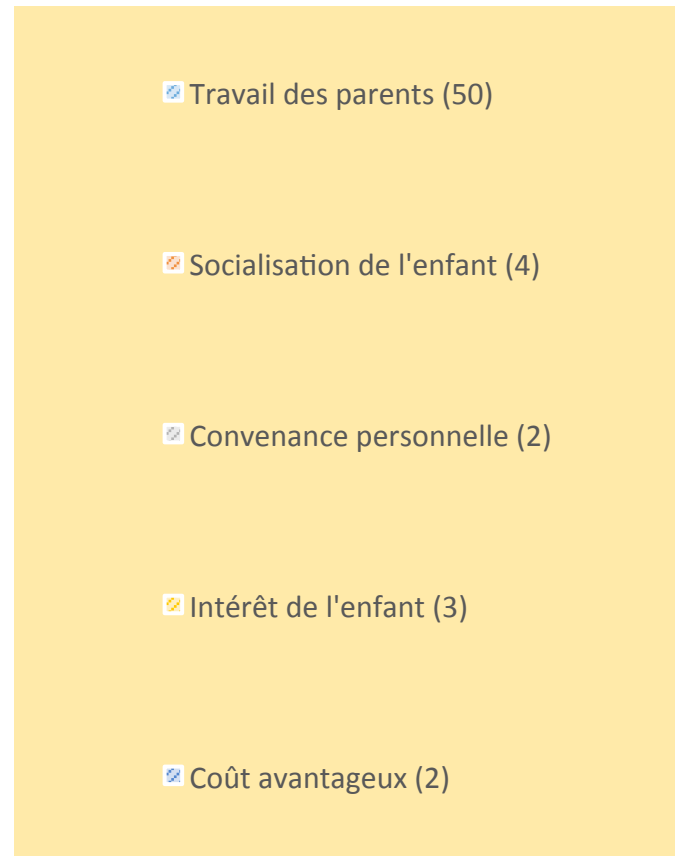 Travail des parents (50)
Socialisation de l'enfant (4)
Convenance personnelle (2)
Intérêt de l'enfant (3)
Coût avantageux (2)